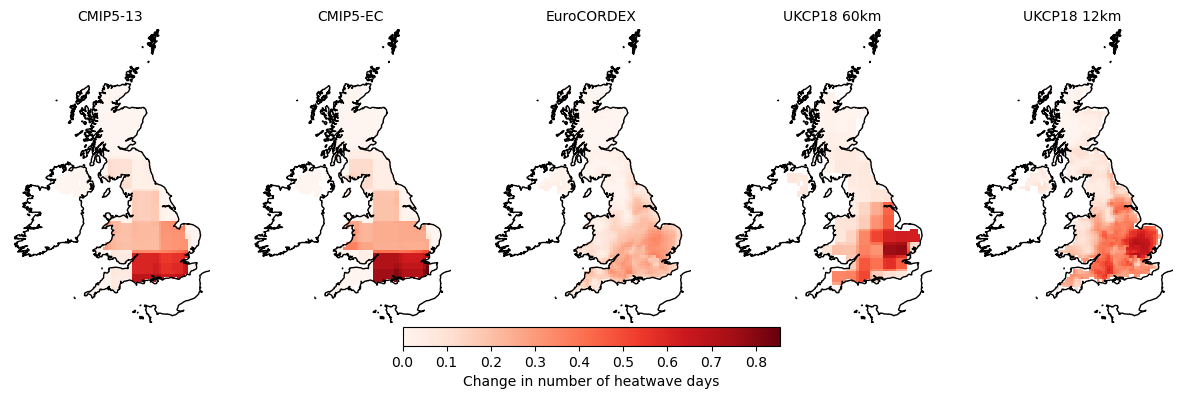 CMIP5-13 CMIP5-EC EuroCORDEX UKCP18 60km UKCP18 12km
0.0 0.1 0.2 0.3 0.4 0.5 0.6 0.7 0.8
Change in number of heatwave days